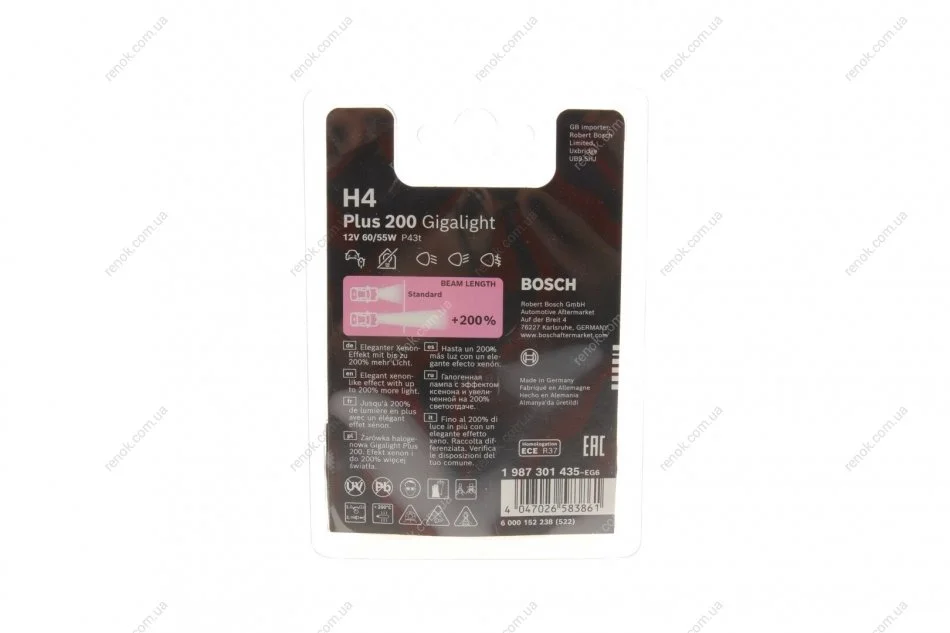 GB importer:
Robert Bosch
Limited,
Uxbridge
UB9 5HJ
H4
Plus 200 Gigalight
12V 60/55W P43t
BEAM LENGTH
Standard
+200%
de Eleganter Xenon-
Effekt mit bis zu
200% mehr Licht.
en Elegant xenon-
like effect with up
to 200% more light.
fr Jusqu'à 200%
de lumière en plus
avec un élégant
effet xénon.
pl Żarówka haloge-
nowa Gigalight Plus
200. Efekt xenon i
do 200% więcej
światła.
es Hasta un 200%
más luz con un ele-
gante efecto xenón.
ru Галогенная
лампа с эффектом
ксенона и увели-
ченной на 200%
светоотдаче.
it Fino al 200% di
luce in più con un
elegante effetto
xeno. Raccolta dif-
ferenziata. Verifica
le disposizioni del
tuo comune.
BOSCH
Robert Bosch GmbH
Automotive Aftermarket
Auf der Breit 4
76227 Karlsruhe, GERMANY
www.boschaftermarket.com
Made in Germany
Fabriqué en Allemagne
Hecho en Alemania
Almanya'da üretildi
Homologation
ECE R37
EAC
1 987 301 435-EG6
4 047026 583861
6 000 152 238 (522)
UV
Pb
renok.com.ua